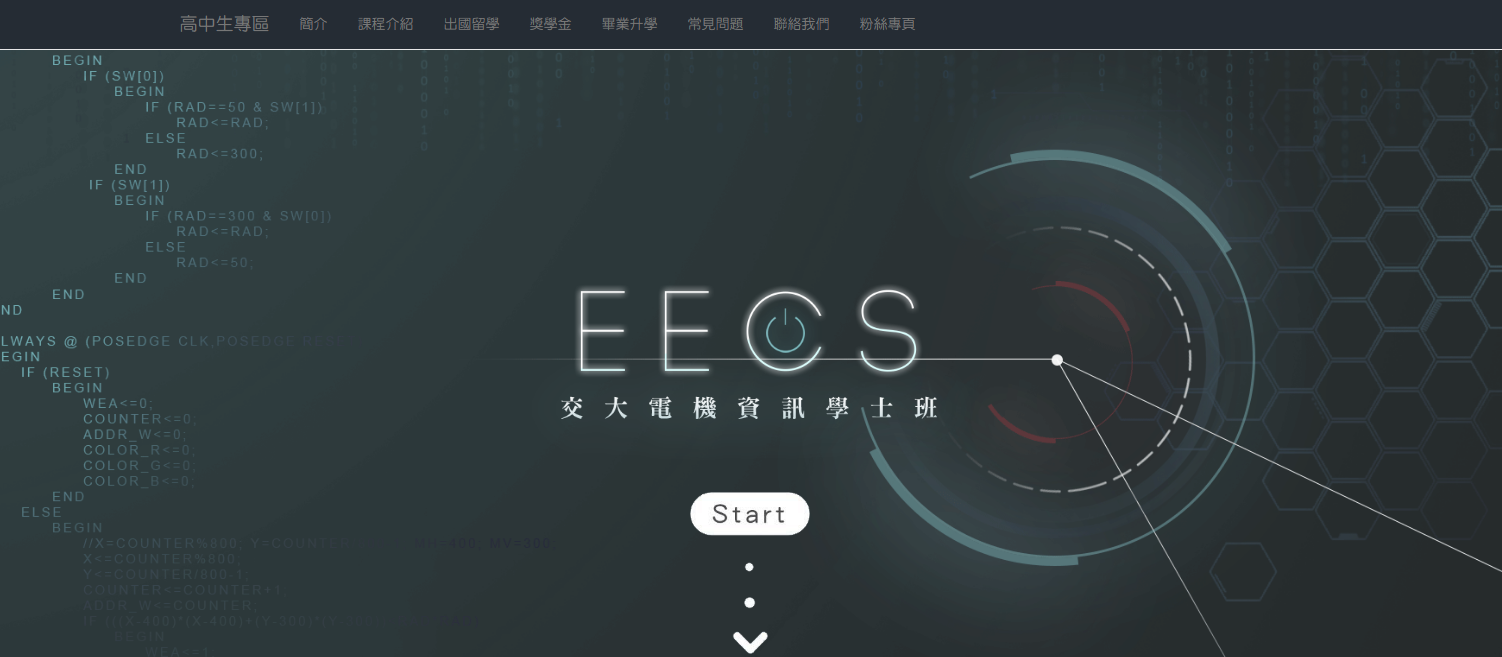 高中生專區 簡介 課程介紹 出國留學 獎學金 畢業升學 常見問題 聯絡我們 粉絲專頁
BEGIN
IF (SW[0])
BEGIN
IF (RAD==50 & SW[1])
RAD<=RAD;
ELSE
RAD<=300;
END
IF (SW[1])
BEGIN
IF (RAD==300 & SW[0])
RAD<=RAD;
ELSE
RAD<=50;
END
END
ND
LWAYS @ (POSEDGE CLK,POSEDGE RES
EGIN
IF (RESET)
BEGIN
WEA<=0;
COUNTER<=0;
ADDR_W<=0;
COLOR_R<=0;
COLOR_G<=0;
COLOR_B<=0;
END
ELSE
BEGIN
//X=COUNTER%800; Y=COUNTER MH=400, MV=300
X<=COUNTER%800;
Y<=COUNTER/800-1;
COUNTER<=COUNTER+1
ADDR_W<=COUNTER;
IF (((X-400)*(X-400)+(Y-300)*(Y-
BEGIN
WEA<=1
EECS
交大電機資訊學士班
Start